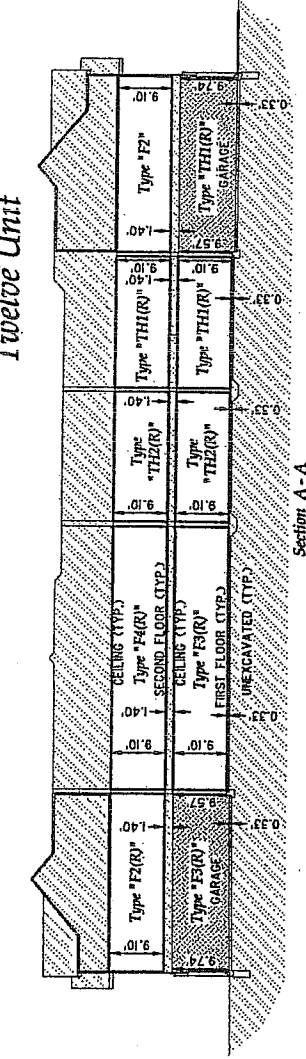 Twelve Unit
9.10'
Type "F2(R)"
1.40'
9.10'
CEILING (TYP.)
Type "F4(R)"
SECOND FLOOR (TYP.)
1.40'
9.10'
Type
"TH2(R)"
1.40'
9.10'
Type "TH1(R)"
1.40'
9.10'
1.40'
Type "F2"
9.10'
9.74'
Type "F3(R)"
GARAGE
9.57
0.33'
9.10'
CEILING (TYP.)
Type "F3(R)"
FIRST FLOOR (TYP.)
UNEXCAVATED (TYP.)
0.33'
9.10'
Type
"TH2(R)"
0.33'
Type "TH1(R)"
9.10'
0.33'
9.57
Type "TH1(R)"
GARAGE
9.74'
0.33'
Section A - A